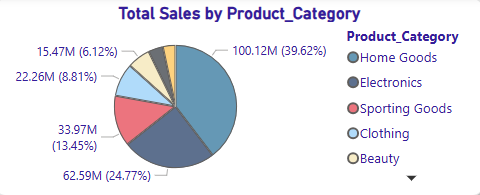 Total Sales by Product_Category
15.47M (6.12%)
100.12M (39.62%)
22.26M (8.81%)
33.97M
(13.45%)
62.59M (24.77%)
Product_Category
Home Goods
Electronics
Sporting Goods
Clothing
Beauty